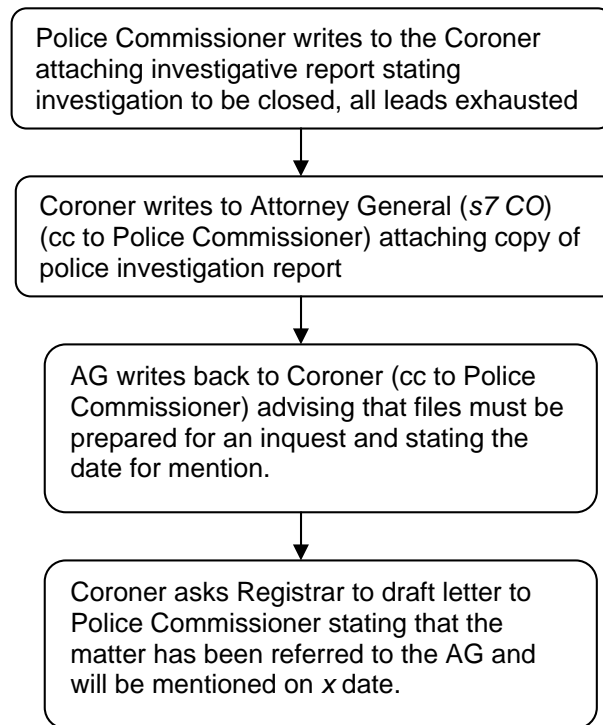 Police Commissioner writes to the Coroner
attaching investigative report stating
investigation to be closed, all leads exhausted
Coroner writes to Attorney General (s7 CO)
(cc to Police Commissioner) attaching copy of
police investigation report
AG writes back to Coroner (cc to Police
Commissioner) advising that files must be
prepared for an inquest and stating the
date for mention.
Coroner asks Registrar to draft letter to
Police Commissioner stating that the
matter has been referred to the AG and
will be mentioned on x date.